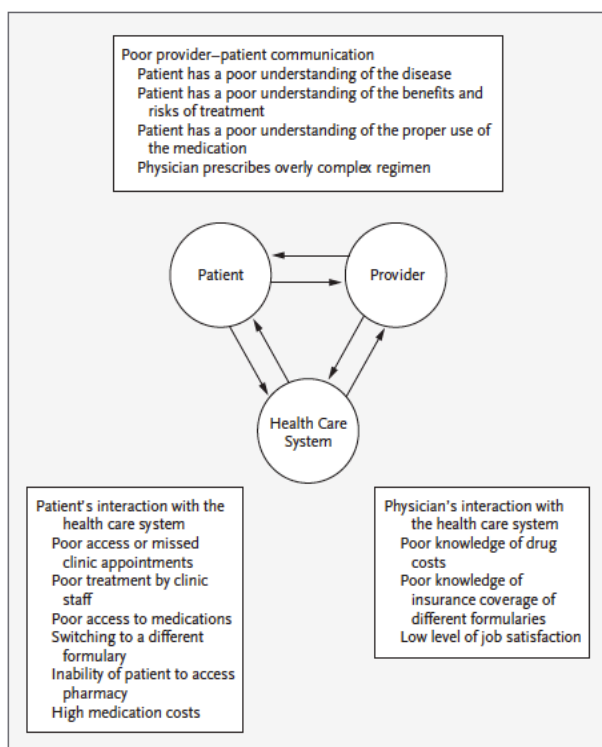 Poor provider–patient communication
Patient has a poor understanding of the disease
Patient has a poor understanding of the benefits and
risks of treatment
Patient has a poor understanding of the proper use of
the medication
Physician prescribes overly complex regimen
Patient
Provider
Health Care
System
Patient's interaction with the
health care system
Poor access or missed
clinic appointments
Poor treatment by clinic
staff
Poor access to medications
Switching to a different
formulary
Inability of patient to access
pharmacy
High medication costs
Physician's interaction with
the health care system
Poor knowledge of drug
costs
Poor knowledge of
insurance coverage of
different formularies
Low level of job satisfaction